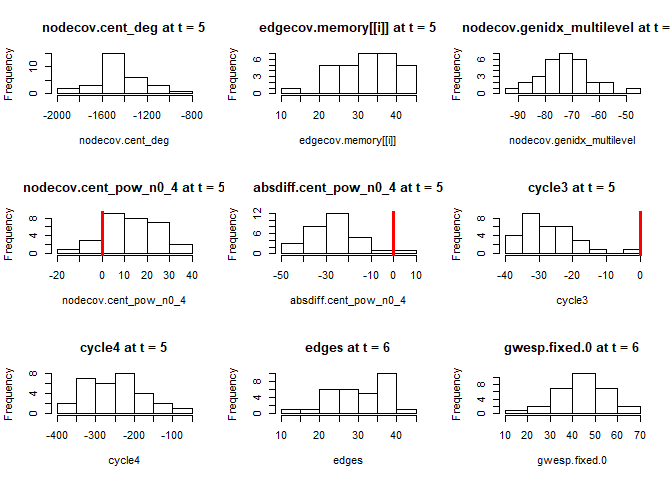 nodecov.cent_deg at t = 5
Frequency
0 10
-2000 -1600 -1200 -800
nodecov.cent_deg
edgecov.memory[[i]] at t = 5
Frequency
0 3 6
10 20 30 40
edgecov.memory[[i]]
nodecov.genidx_multilevel at t =
Frequency
0 3 6
-90 -80 -70 -60 -50
nodecov.genidx_multilevel
nodecov.cent_pow_n0_4 at t = 5
Frequency
0 4 8
-20 0 10 20 30 40
nodecov.cent_pow_n0_4
absdiff.cent_pow_n0_4 at t = 5
Frequency
0 6 12
-50 -30 -10 0 10
absdiff.cent_pow_n0_4
cycle3 at t = 5
Frequency
0 4 8
-40 -30 -20 -10 0
cycle3
cycle4 at t = 5
Frequency
0 4 8
-400 -300 -200 -100
cycle4
edges at t = 6
Frequency
0 4 10
10 20 30 40
edges
gwesp.fixed.0 at t = 6
Frequency
0 4 10
10 20 30 40 50 60 70
gwesp.fixed.0